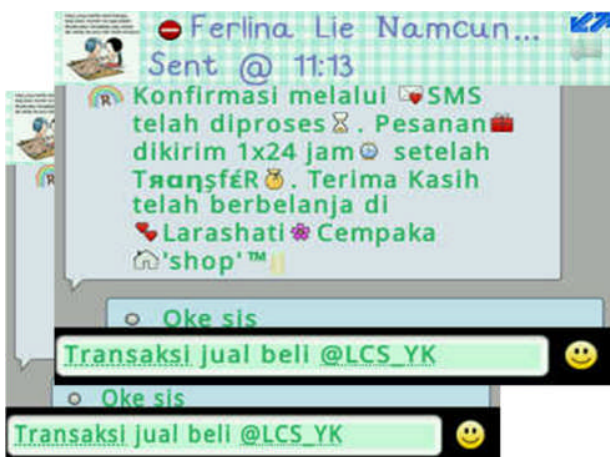 Ferlina Lie Namcun...
Sent @ 11:13
R Konfirmasi melalui SMS
telah diproses. Pesanan
dikirim 1x24 jam setelah
TяɑηşfέR. Terima Kasih
telah berbelanja di
Larashati Cempaka
'shop' ™
Oke sis
Transaksi jual beli @LCS_YK
Oke sis
Transaksi jual beli @LCS_YK